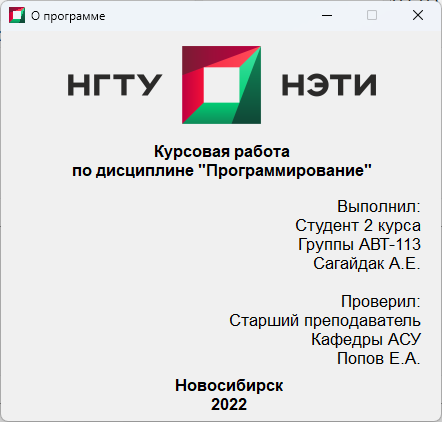 О программе
НГТУ НЭТИ
Курсовая работа
по дисциплине "Программирование"
Выполнил:
Студент 2 курса
Группы АВТ-113
Сагайдак А.Е.
Проверил:
Старший преподаватель
Кафедры АСУ
Попов Е.А.
Новосибирск
2022